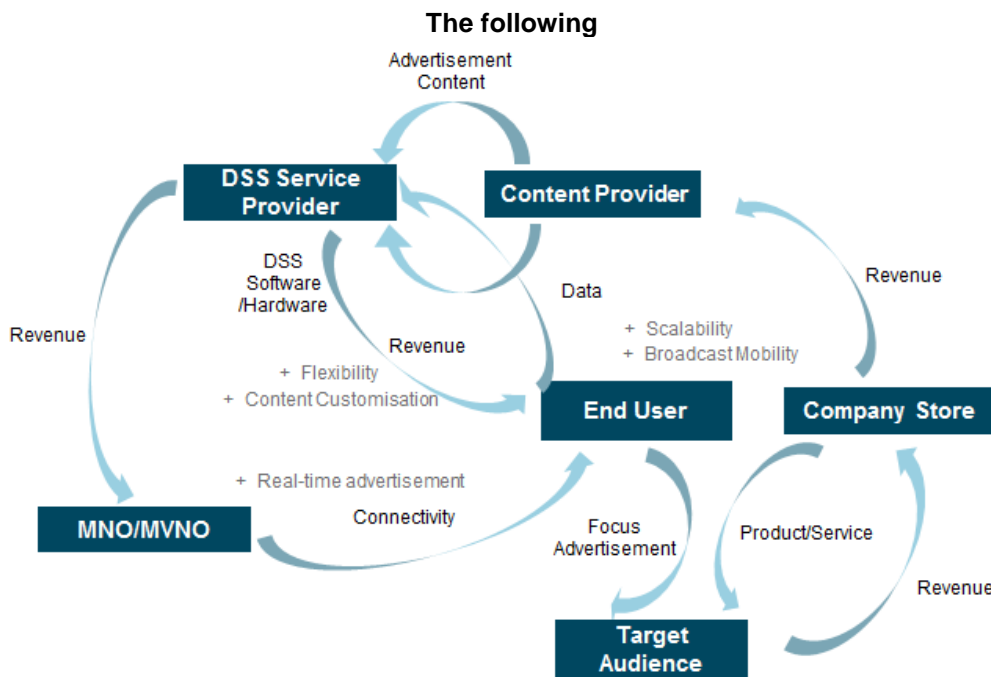 The following
Advertisement
Content
DSS Service
Provider
Content Provider
DSS
Software
/Hardware
Data
Revenue
Revenue
Revenue
+ Scalability
+ Broadcast Mobility
+ Flexibility
+ Content Customisation
End User
Company Store
+ Real-time advertisement
Connectivity
MNO/MVNO
Focus
Advertisement
Product/Service
Revenue
Target
Audience